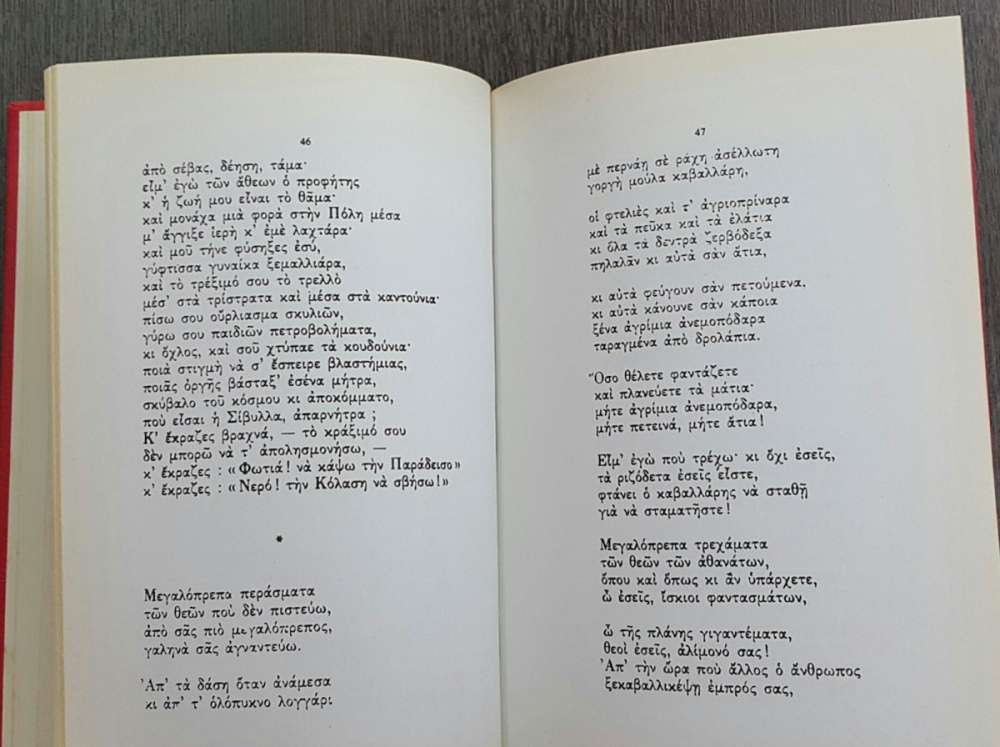 46
ἀπὸ σέβας, δέηση, τάμα·
εἶμ' ἐγὼ τῶν ἄθεων ὁ προφήτης
κ' ἡ ζωή μου εἶναι τὸ θᾶμα·
καὶ μονάχα μιὰ φορὰ στὴν Πόλη μέσα
μ' ἄγγιξε ἱερὴ κ' ἐμὲ λαχτάρα·
καὶ μοῦ τήνε φύσηξες ἐσύ,
γύφτισσα γυναίκα ξεμαλλιάρα,
καὶ τὸ τρέξιμό σου τὸ τρελλὸ
μέσ' στὰ τρίστρατα καὶ μέσα στὰ καντούνια·
πίσω σου οὔρλιασμα σκυλιῶν,
γύρω σου παιδιῶν πετροβολήματα,
κι ὄχλος, καὶ σοῦ χτύπαε τὰ κουδούνια·
ποιὰ στιγμὴ νὰ σ' ἔσπειρε βλαστήμιας,
ποιᾶς ὀργῆς βάσταξ' ἐσένα μήτρα,
σκύβαλο τοῦ κόσμου κι ἀποκόμματο,
ποὺ εἶσαι ἡ Σίβυλλα, ἀπαρνήτρα ;
Κ' ἔκραζες βραχνά, — τὸ κράξιμό σου
δὲν μπορῶ νὰ τ' ἀπολησμονήσω, —
κ' ἔκραζες : «Φωτιά! νὰ κάψω τὴν Παράδεισο»
κ' ἔκραζες : «Νερό! τὴν Κόλαση νὰ σβήσω!»
*
Μεγαλόπρεπα περάσματα
τῶν θεῶν ποὺ δὲν πιστεύω,
ἀπὸ σᾶς πιὸ μεγαλόπρεπος,
γαληνὰ σᾶς ἀγναντεύω.
Ἀπ' τὰ δάση ὅταν ἀνάμεσα
κι ἀπ' τ' ὁλόπυκνο λογγάρι
47
μὲ περνάῃ σὲ ράχη ἀσέλλωτη
γοργὴ μούλα καβαλλάρη,
οἱ φτελιὲς καὶ τ' ἀγριοπρίναρα
καὶ τὰ πεῦκα καὶ τὰ ἐλάτια
κι ὅλα τὰ δεντρὰ ζερβόδεξα
πηλαλᾶν κι αὐτὰ σὰν ἄτια,
κι αὐτὰ φεύγουν σὰν πετούμενα,
κι αὐτὰ κάνουνε σὰν κάποια
ξένα ἀγρίμια ἀνεμοπόδαρα
ταραγμένα ἀπὸ δρολάπια.
Ὅσο θέλετε φαντάζετε
καὶ πλανεύετε τὰ μάτια·
μήτε ἀγρίμια ἀνεμοπόδαρα,
μήτε πετεινά, μήτε ἄτια!
Εἶμ' ἐγὼ ποὺ τρέχω· κι ὄχι ἐσεῖς,
τὰ ριζόδετα ἐσεῖς εἶστε,
φτάνει ὁ καβαλλάρης νὰ σταθῇ
γιὰ νὰ σταματῆστε!
Μεγαλόπρεπα τρεχάματα
τῶν θεῶν τῶν ἀθανάτων,
ὅπου καὶ ὅπως κι ἂν ὑπάρχετε,
ὦ ἐσεῖς, ἴσκιοι φαντασμάτων,
ὦ τῆς πλάνης γιγαντέματα,
θεοὶ ἐσεῖς, ἀλίμονό σας!
Ἀπ' τὴν ὥρα ποὺ ἄλλος ὁ ἄνθρωπος
ξεκαβαλλικέψῃ ἐμπρός σας,